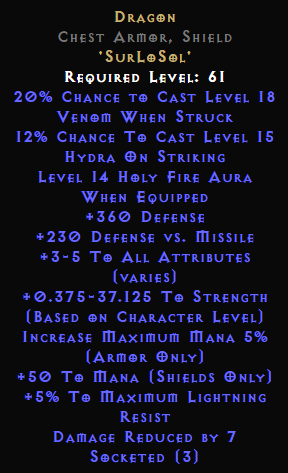 Dragon
Chest Armor, Shield
'SurLoSol'
Required Level: 61
20% Chance to Cast Level 18
Venom When Struck
12% Chance To Cast Level 15
Hydra On Striking
Level 14 Holy Fire Aura
When Equipped
+360 Defense
+230 Defense vs. Missile
+3-5 To All Attributes
(varies)
+0.375-37.125 To Strength
(Based on Character Level)
Increase Maximum Mana 5%
(Armor Only)
+50 To Mana (Shields Only)
+5% To Maximum Lightning
Resist
Damage Reduced by 7
Socketed (3)